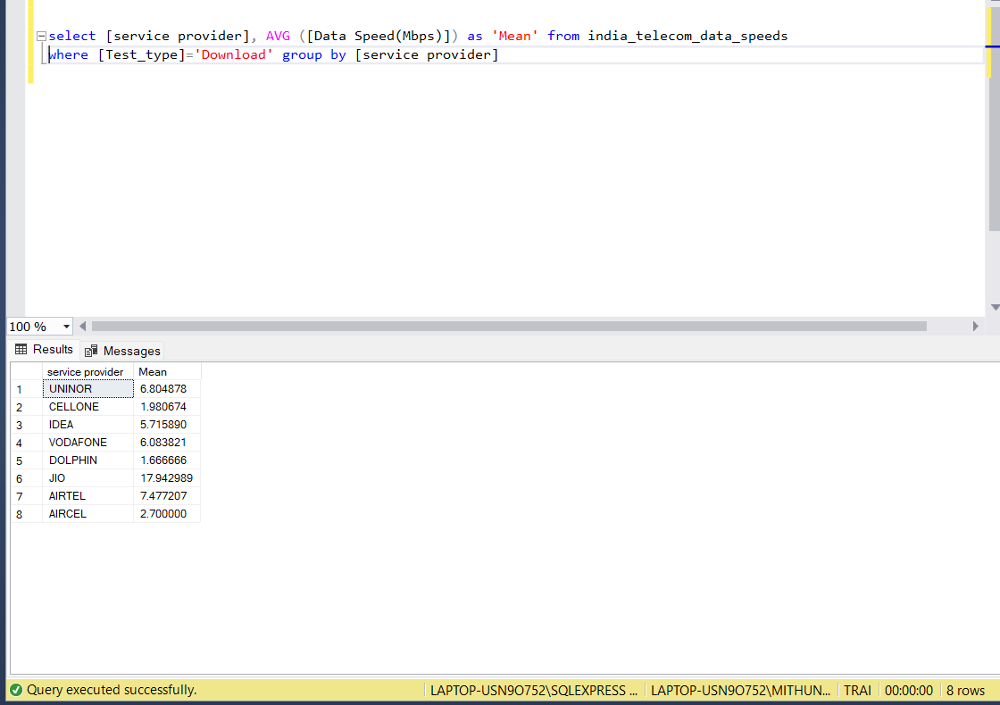 select [service provider], AVG ([Data Speed(Mbps)]) as 'Mean' from india_telecom_data_speeds
where [Test_type]='Download' group by [service provider]
100 %
Results Messages
service provider Mean
1 UNINOR 6.804878
2 CELLONE 1.980674
3 IDEA 5.715890
4 VODAFONE 6.083821
5 DOLPHIN 1.666666
6 JIO 17.942989
7 AIRTEL 7.477207
8 AIRCEL 2.700000
Query executed successfully. LAPTOP-USN9O752\SQLEXPRESS ... LAPTOP-USN9O752\MITHUN... TRAI 00:00:00 8 rows